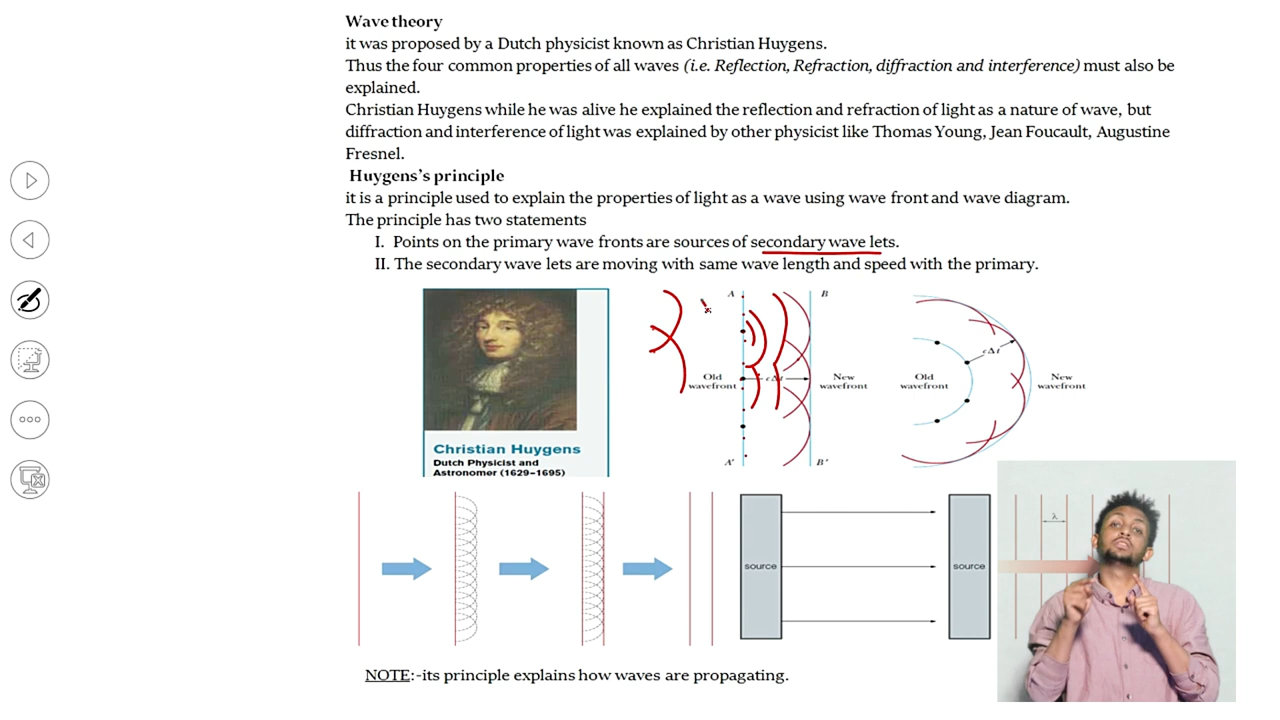 Wave theory
it was proposed by a Dutch physicist known as Christian Huygens.
Thus the four common properties of all waves (i.e. Reflection, Refraction, diffraction and interference) must also be
explained.
Christian Huygens while he was alive he explained the reflection and refraction of light as a nature of wave, but
diffraction and interference of light was explained by other physicist like Thomas Young, Jean Foucault, Augustine
Fresnel.
Huygens's principle
it is a principle used to explain the properties of light as a wave using wave front and wave diagram.
The principle has two statements
I. Points on the primary wave fronts are sources of secondary wave lets.
II. The secondary wave lets are moving with same wave length and speed with the primary.
A
B
cΔt
Old
wavefront
cΔt
New
wavefront
Old
wavefront
New
wavefront
Christian Huygens
Dutch Physicist and
Astronomer (1629–1695)
A'
B'
λ
source
source
NOTE:-its principle explains how waves are propagating.